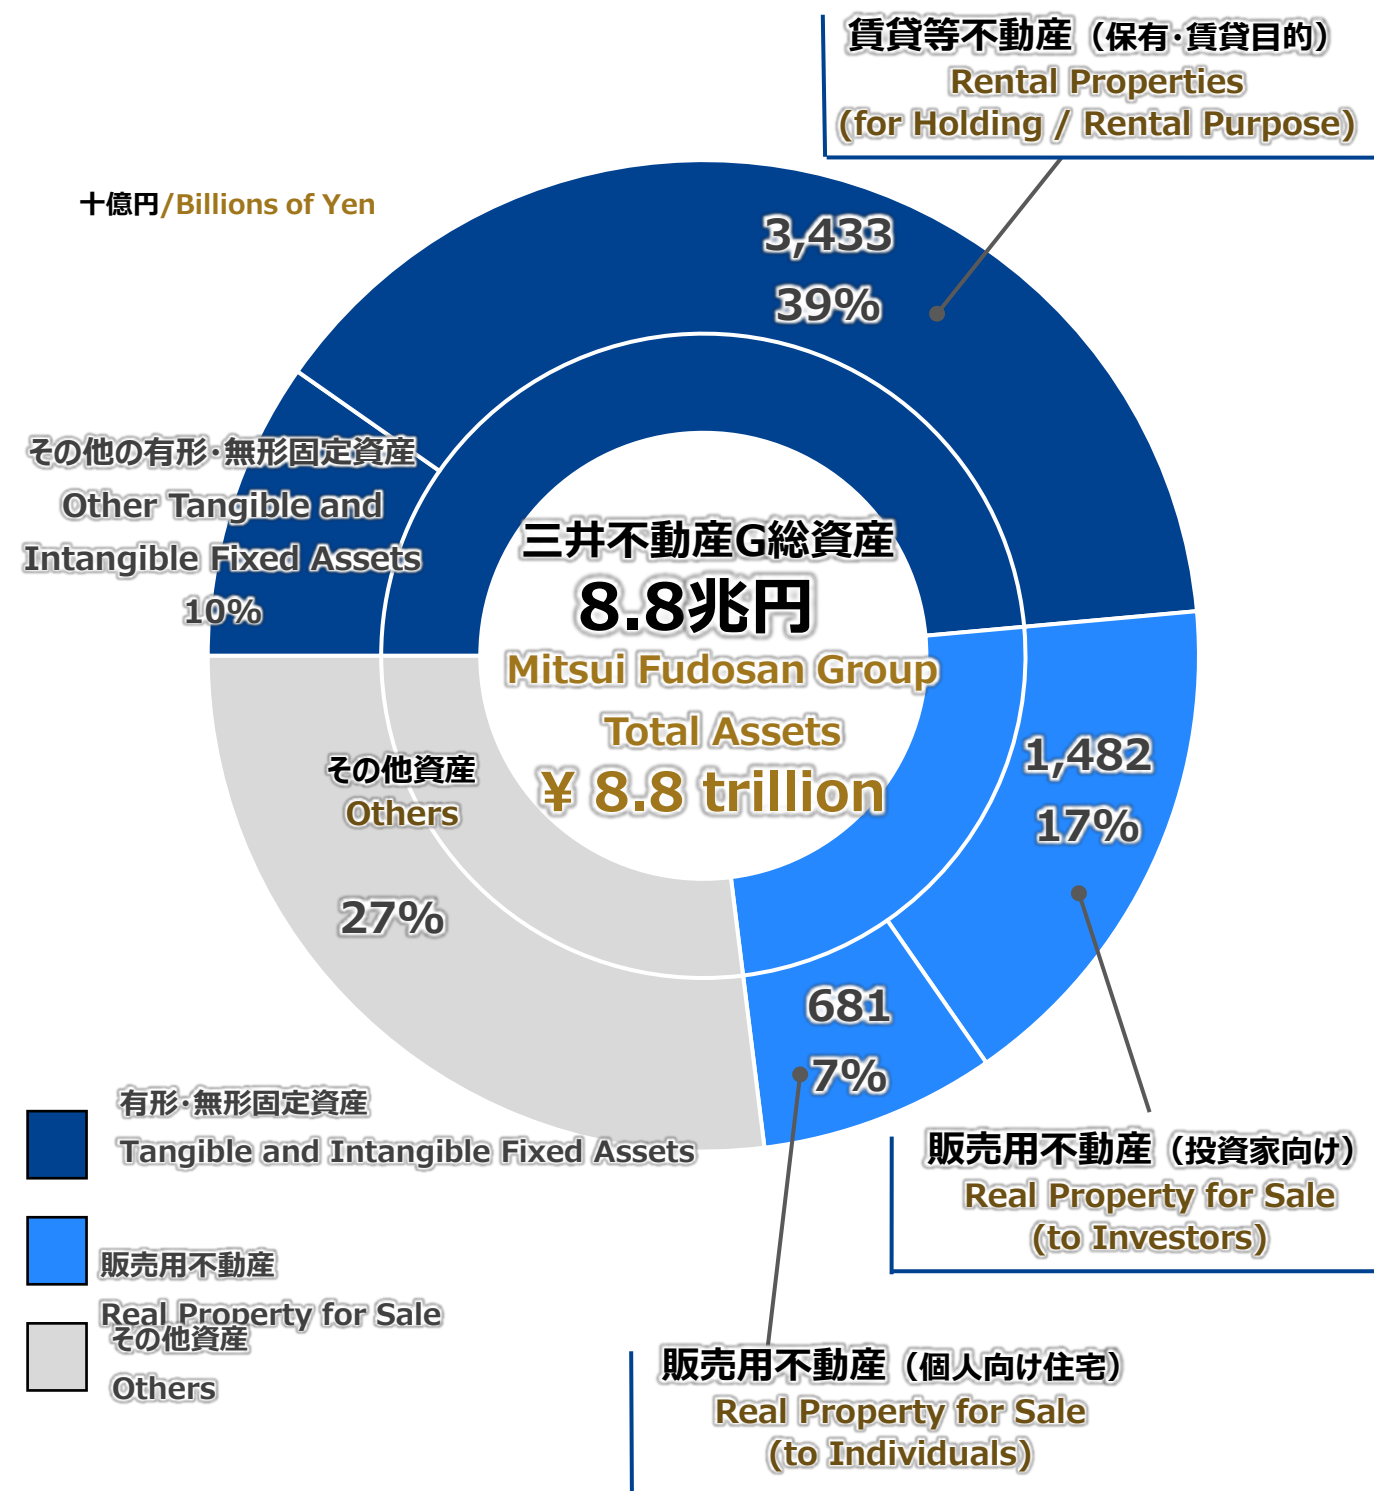 賃貸等不動産（保有･賃貸目的）
Rental Properties
(for Holding / Rental Purpose)
十億円/Billions of Yen
3,433
39%
その他の有形･無形固定資産
Other Tangible and
Intangible Fixed Assets
10%
三井不動産G総資産
8.8兆円
Mitsui Fudosan Group
Total Assets
¥ 8.8 trillion
1,482
17%
その他資産
Others
27%
681
7%
有形･無形固定資産
Tangible and Intangible Fixed Assets
販売用不動産
Real Property for Sale
その他資産
Others
販売用不動産（投資家向け）
Real Property for Sale
(to Investors)
販売用不動産（個人向け住宅）
Real Property for Sale
(to Individuals)